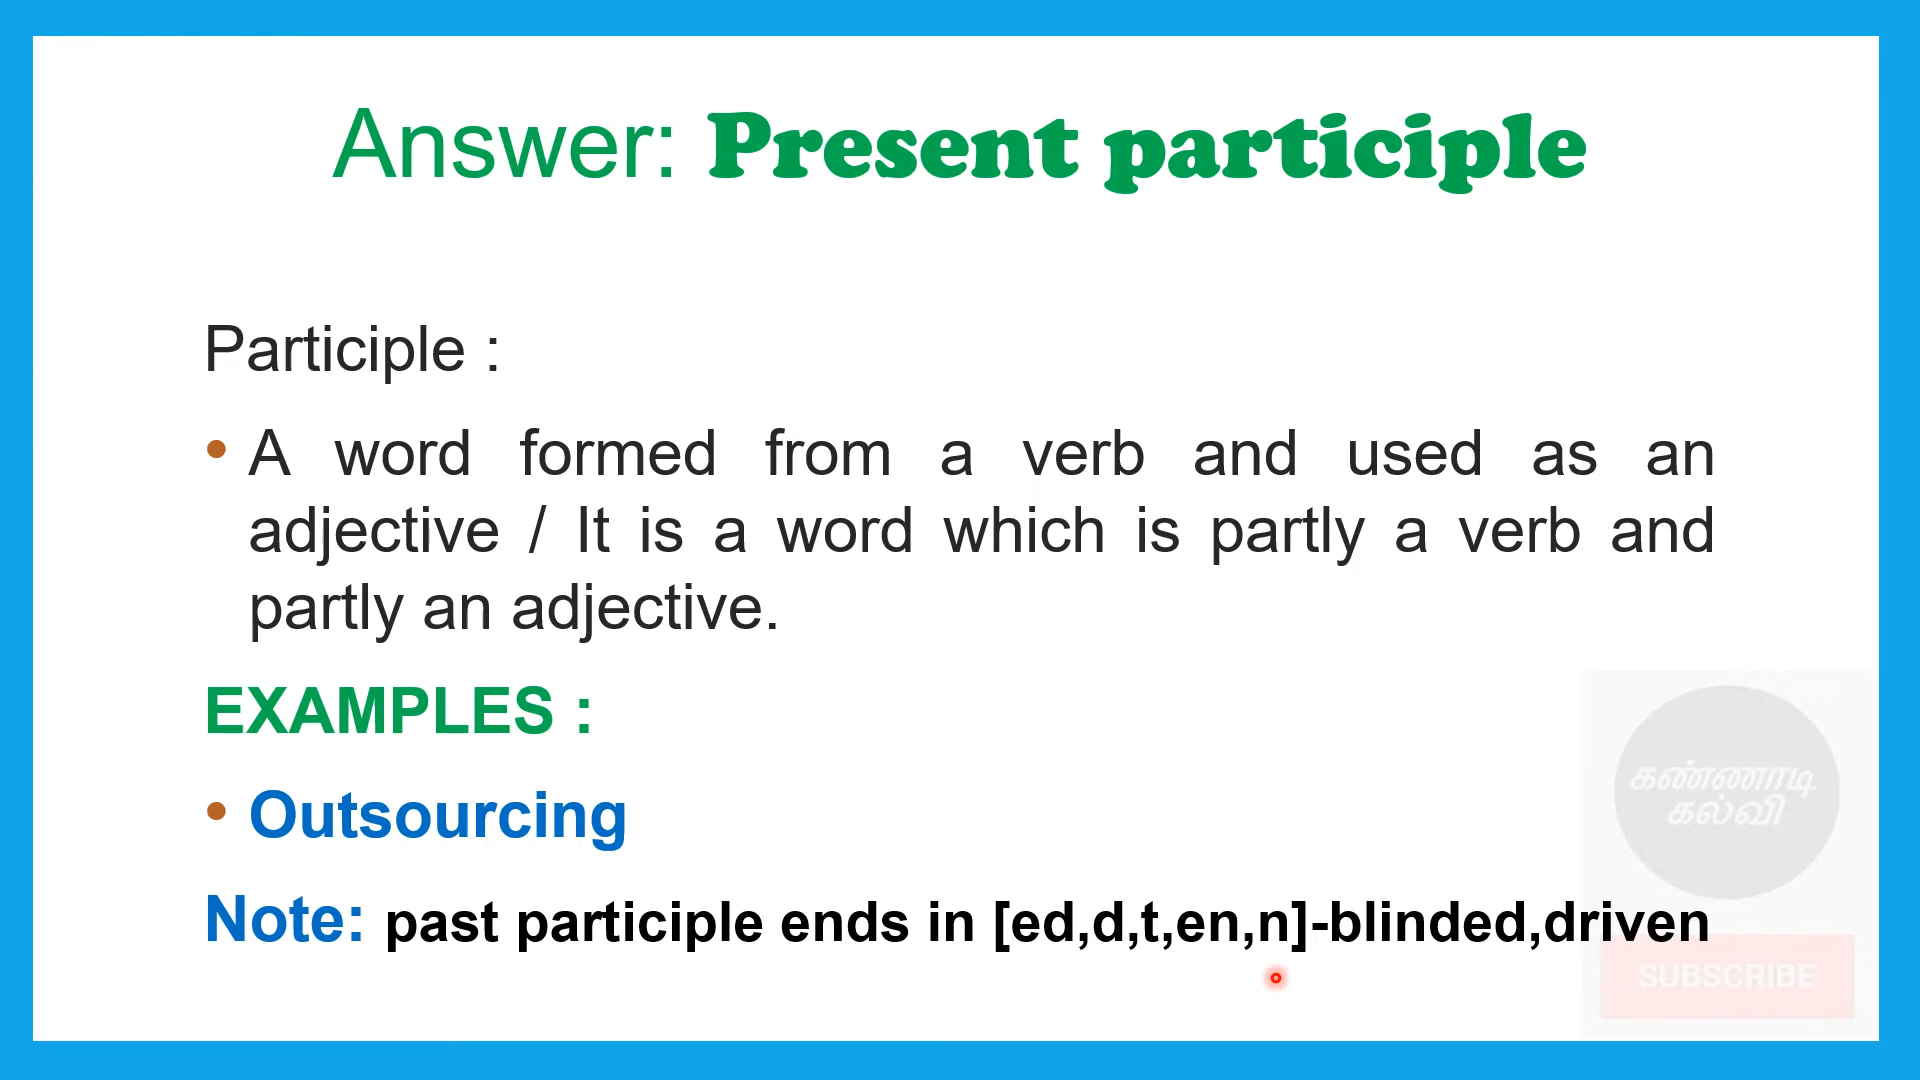 Answer: Present participle
Participle :
• A word formed from a verb and used as an
adjective / It is a word which is partly a verb and
partly an adjective.
EXAMPLES :
• Outsourcing
Note: past participle ends in [ed,d,t,en,n]-blinded,driven
கண்ணாடி
கல்வி
SUBSCRIBE